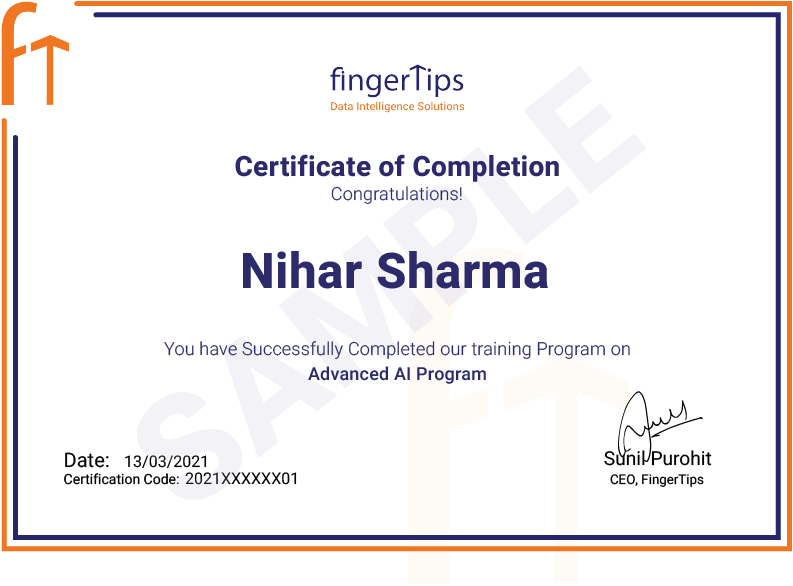 fT
fingerTips
Data Intelligence Solutions
Certificate of Completion
Congratulations!
Nihar Sharma
You have Successfully Completed our training Program on
Advanced AI Program
Date: 13/03/2021
Certification Code: 2021XXXXXX01
Sunil Purohit
CEO, FingerTips
SAMPLE